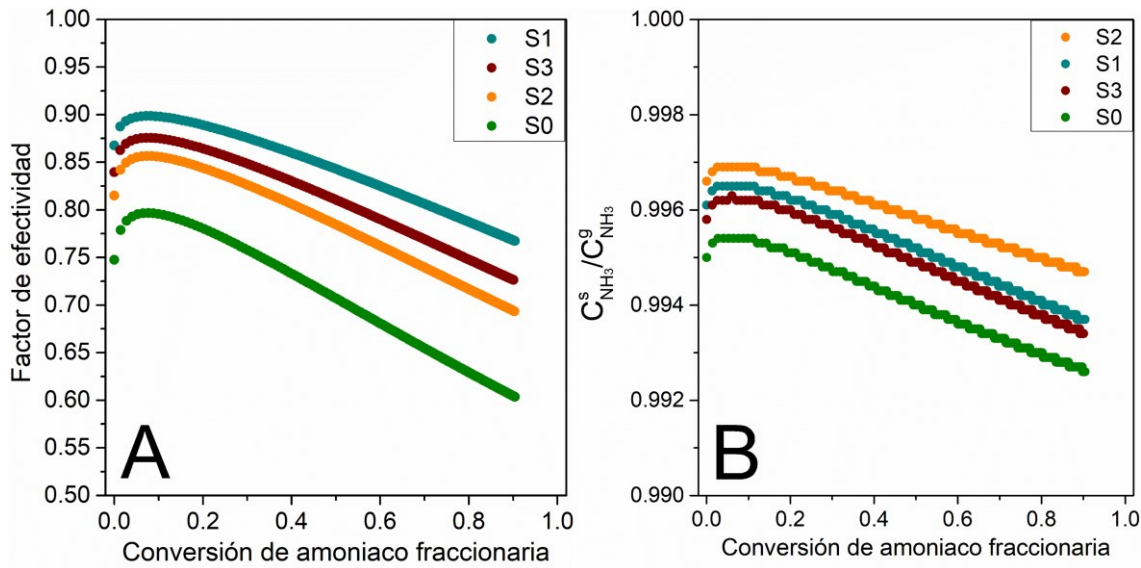 1.00
0.95
0.90
0.85
0.80
0.75
0.70
0.65
0.60
0.55
0.50
Factor de efectividad
S1
S3
S2
S0
A
0.0 0.2 0.4 0.6 0.8 1.0
Conversión de amoniaco fraccionaria
1.000
0.998
0.996
0.994
0.992
0.990
C^s_NH₃/C^g_NH₃
S2
S1
S3
S0
B
0.0 0.2 0.4 0.6 0.8 1.0
Conversión de amoniaco fraccionaria